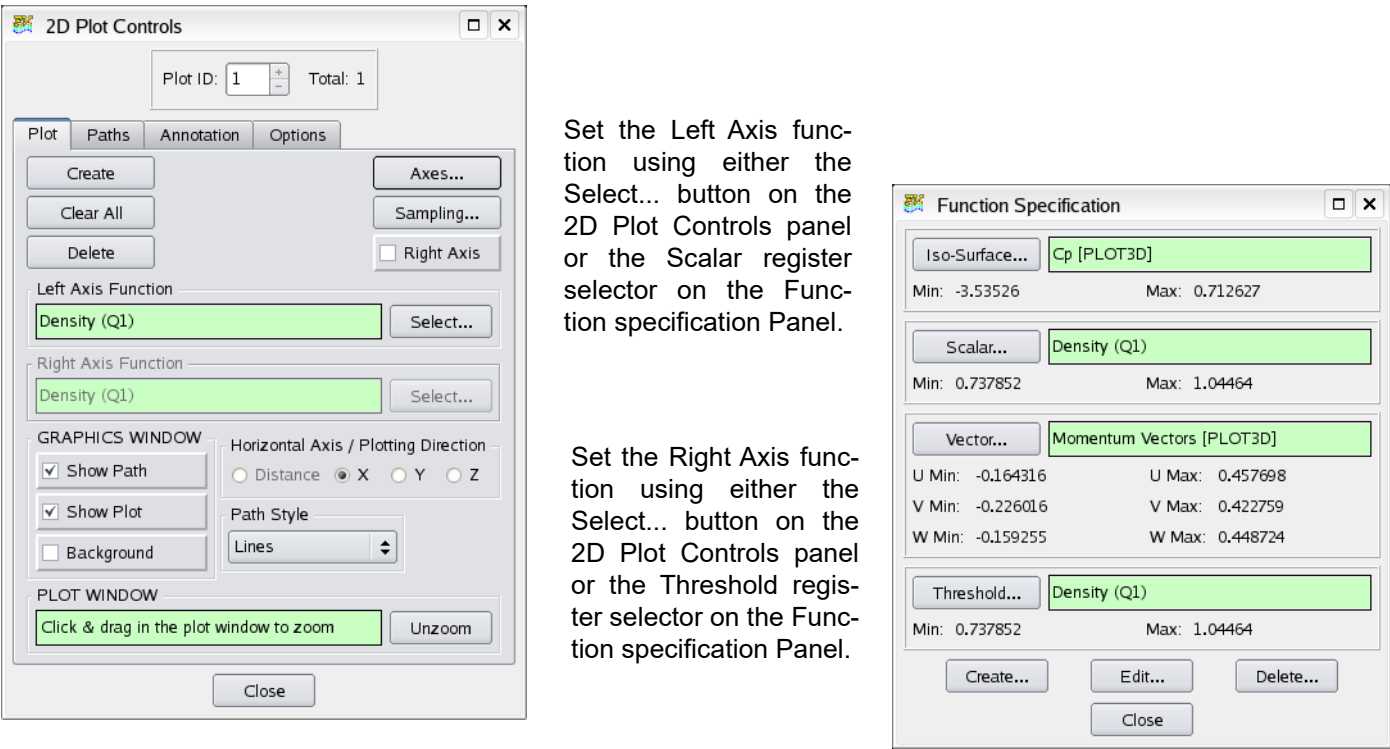 2D Plot Controls
Plot ID: 1 Total: 1
Plot Paths Annotation Options
Create Axes...
Clear All Sampling...
Delete Right Axis
Left Axis Function
Density (Q1) Select...
Right Axis Function
Density (Q1) Select...
GRAPHICS WINDOW
Horizontal Axis / Plotting Direction
Show Path
Distance X Y Z
Show Plot
Path Style
Background
Lines
PLOT WINDOW
Click & drag in the plot window to zoom Unzoom
Close
Set the Left Axis func-
tion using either the
Select... button on the
2D Plot Controls panel
or the Scalar register
selector on the Func-
tion specification Panel.
Set the Right Axis func-
tion using either the
Select... button on the
2D Plot Controls panel
or the Threshold regis-
ter selector on the Func-
tion specification Panel.
Function Specification
Iso-Surface... Cp [PLOT3D]
Min: -3.53526 Max: 0.712627
Scalar... Density (Q1)
Min: 0.737852 Max: 1.04464
Vector... Momentum Vectors [PLOT3D]
U Min: -0.164316 U Max: 0.457698
V Min: -0.226016 V Max: 0.422759
W Min: -0.159255 W Max: 0.448724
Threshold... Density (Q1)
Min: 0.737852 Max: 1.04464
Create... Edit... Delete...
Close